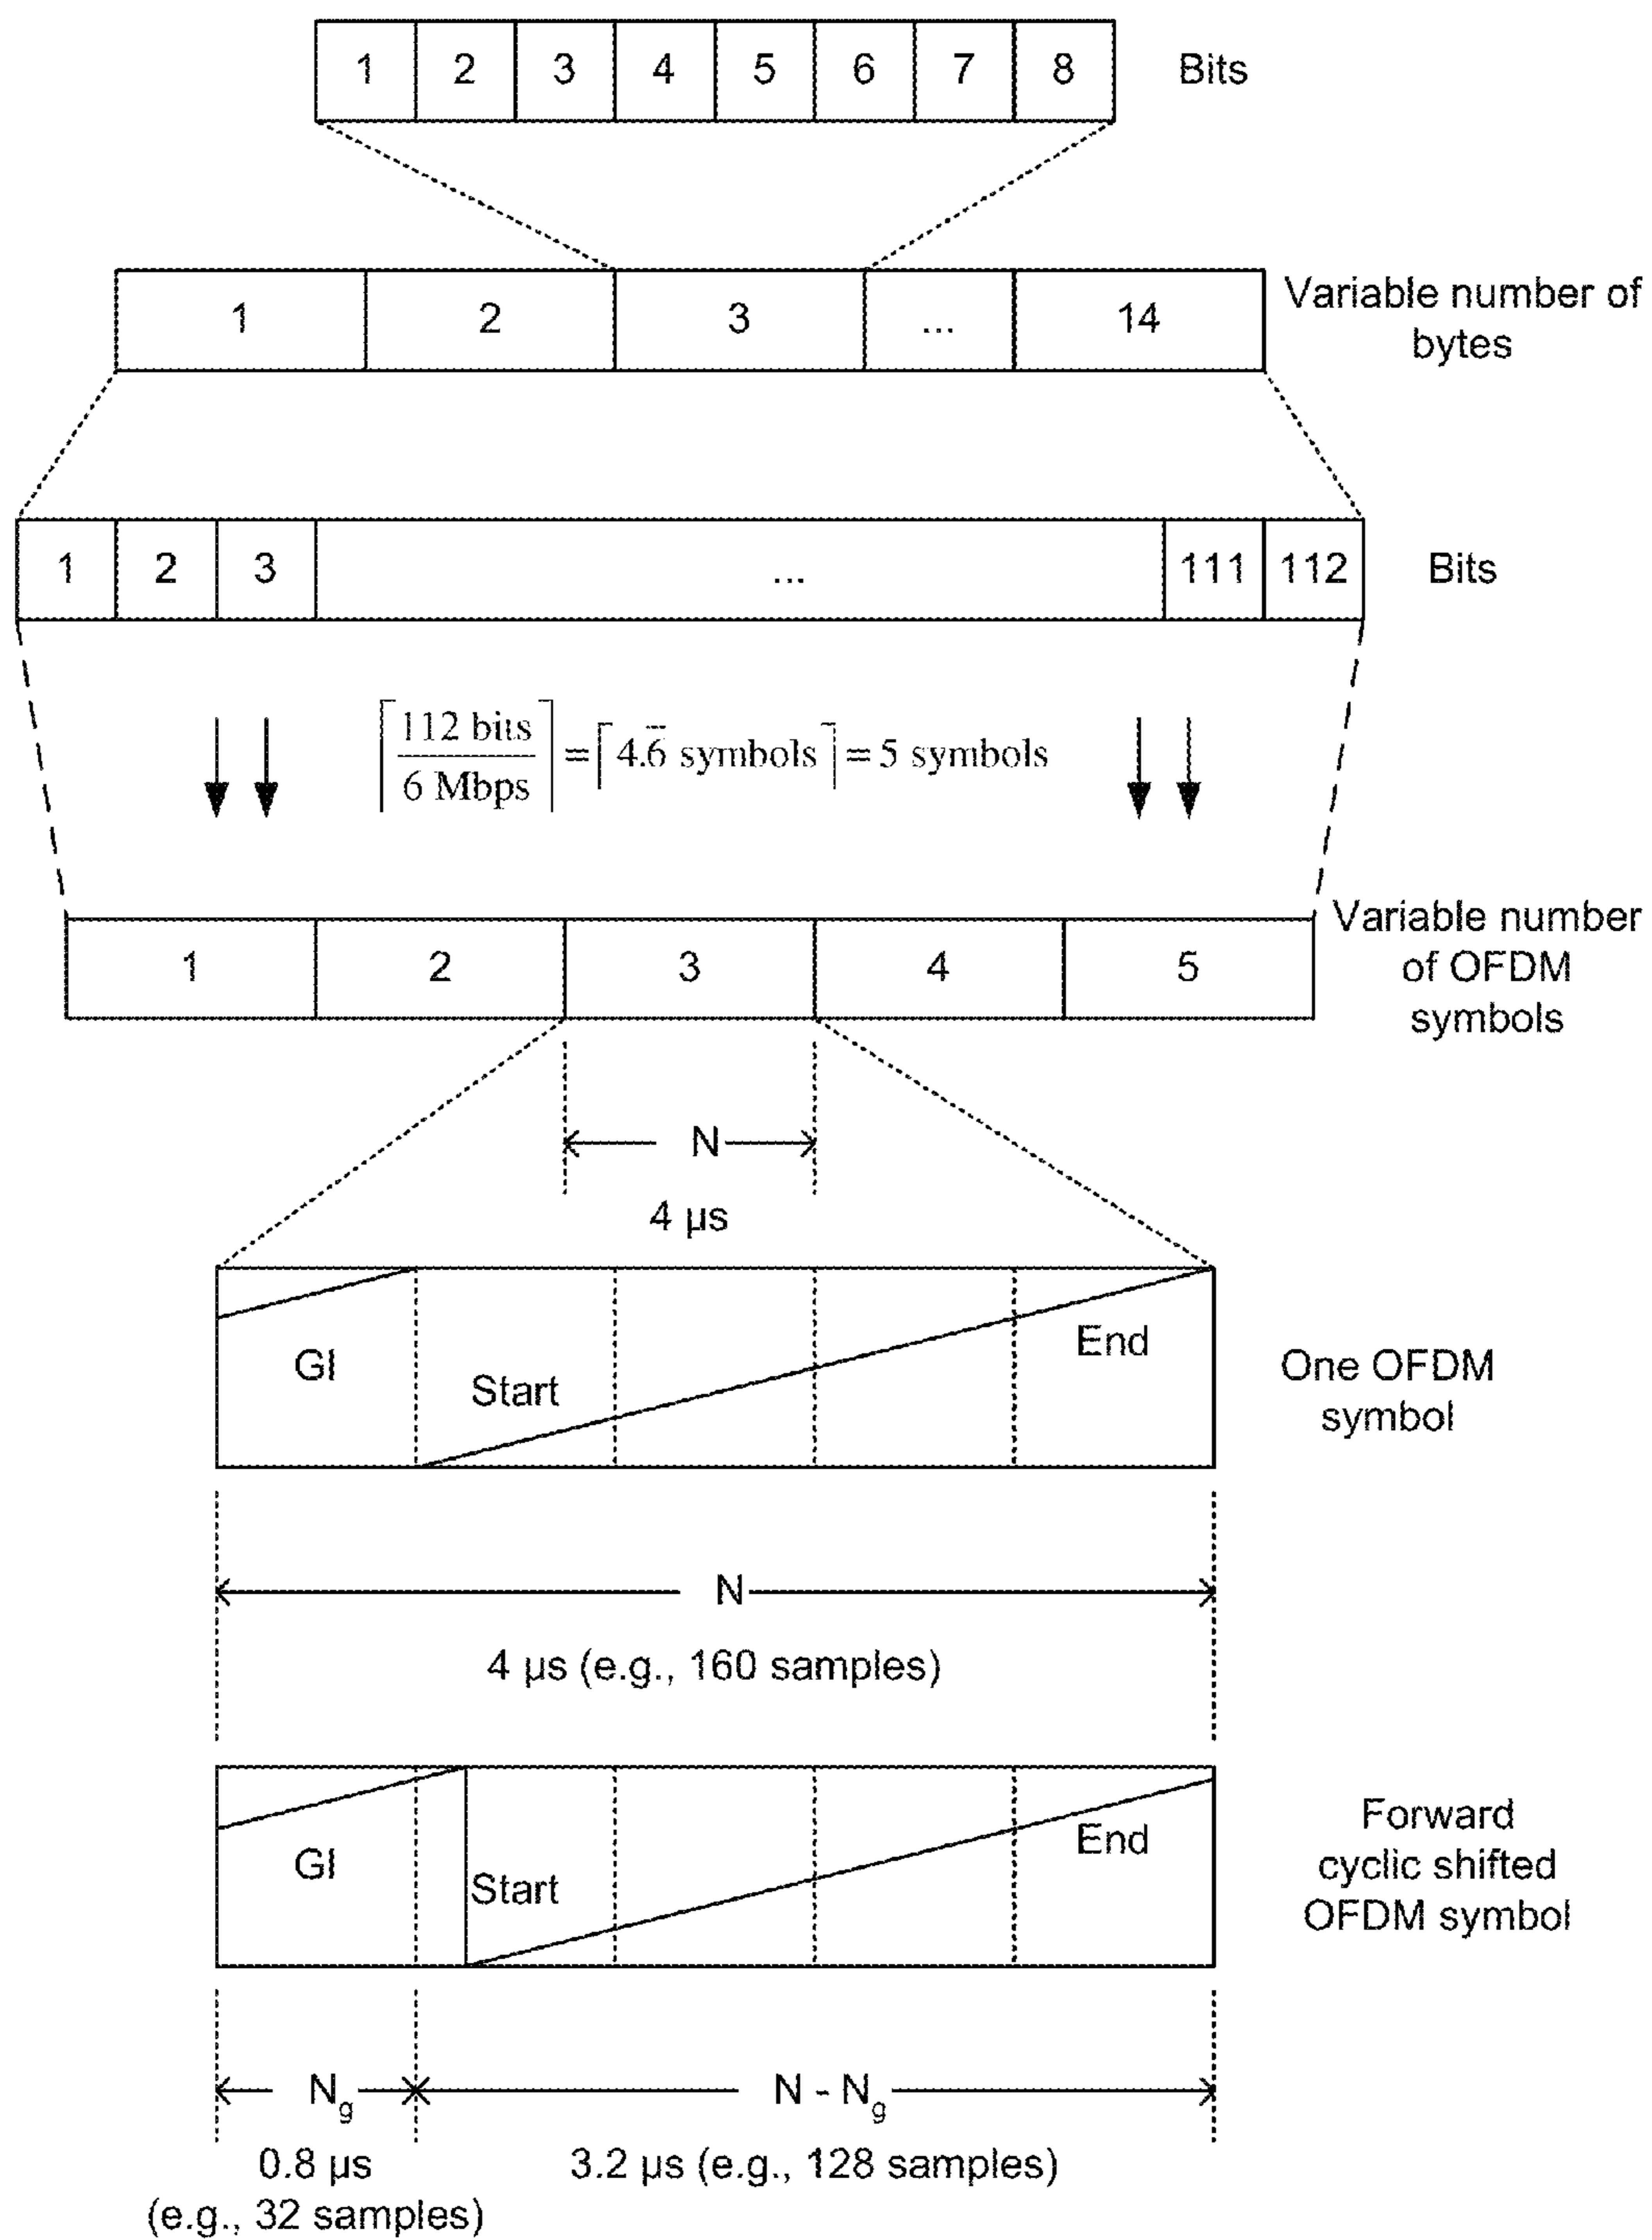 1 2 3 4 5 6 7 8 Bits
1 2 3 ... 14 Variable number of
bytes
1 2 3 ... 111 112 Bits
⌈112 bits / 6 Mbps⌉ = ⌈4.6̄ symbols⌉ = 5 symbols
1 2 3 4 5 Variable number
of OFDM
symbols
N
4 µs
GI Start End One OFDM
symbol
N
4 µs (e.g., 160 samples)
GI Start End Forward
cyclic shifted
OFDM symbol
N_g N - N_g
0.8 µs 3.2 µs (e.g., 128 samples)
(e.g., 32 samples)